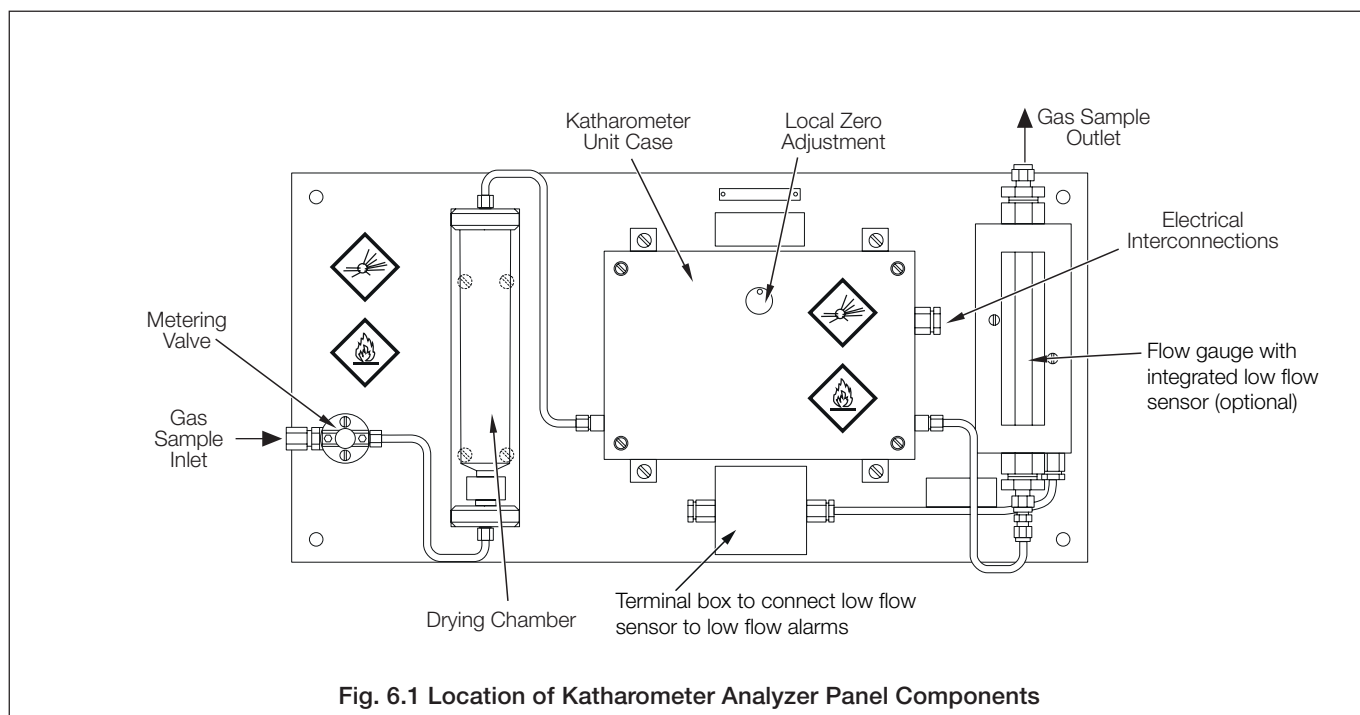 Katharometer
Unit Case
Local Zero
Adjustment
Gas Sample
Outlet
Electrical
Interconnections
Metering
Valve
Flow gauge with
integrated low flow
sensor (optional)
Gas
Sample
Inlet
Drying Chamber
Terminal box to connect low flow
sensor to low flow alarms
Fig. 6.1 Location of Katharometer Analyzer Panel Components